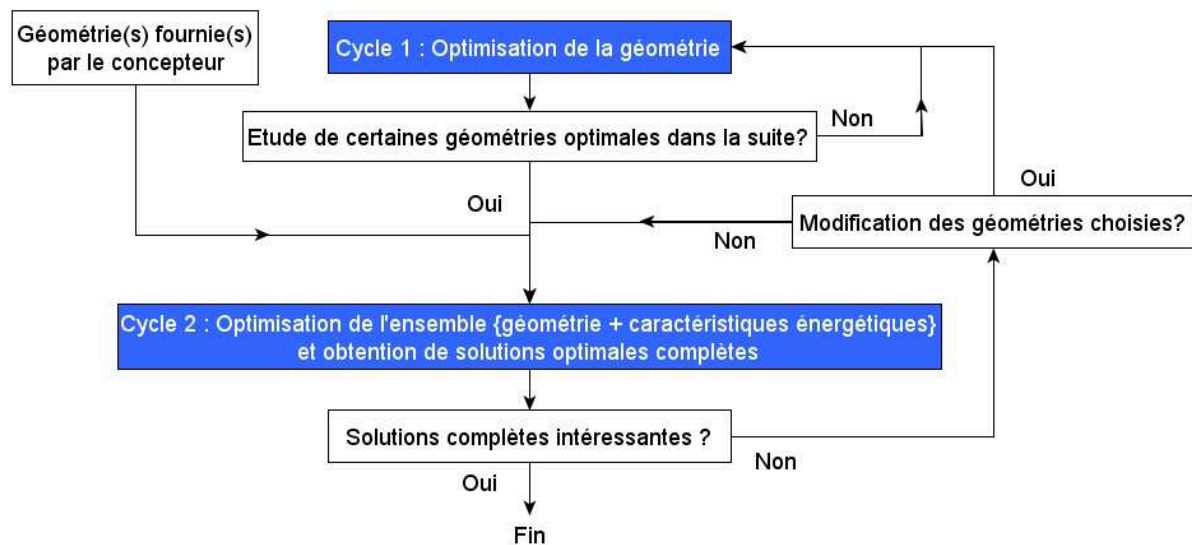 Géométrie(s) fournie(s)
par le concepteur
Cycle 1 : Optimisation de la géométrie
Etude de certaines géométries optimales dans la suite?
Non
Oui
Oui
Modification des géométries choisies?
Non
Cycle 2 : Optimisation de l'ensemble {géométrie + caractéristiques énergétiques}
et obtention de solutions optimales complètes
Solutions complètes intéressantes ?
Non
Oui
Fin